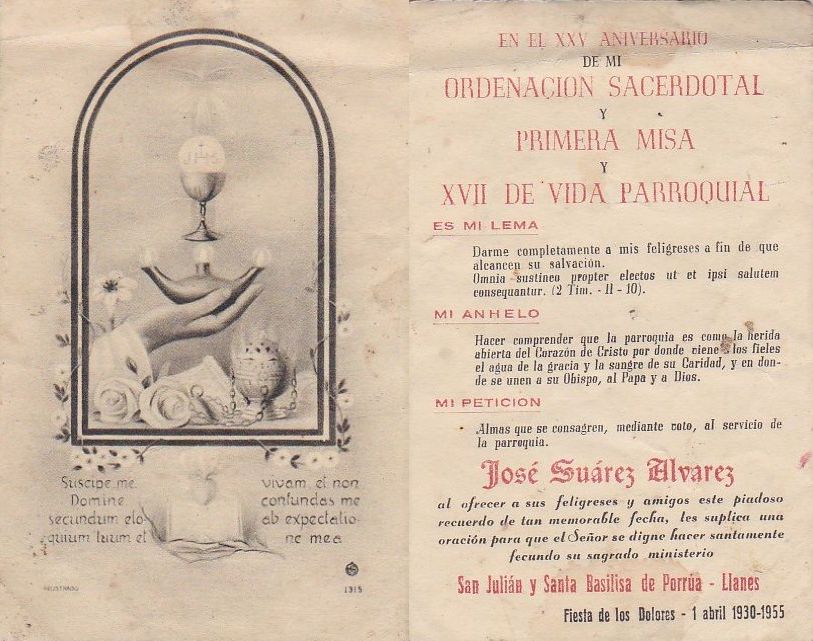 JHS
Suscipe me
Domine
secundum elo-
quium tuum et
vivam, et non
confundas me
ab expectatio-
ne mea
1315
EN EL XXV ANIVERSARIO
DE MI
ORDENACION SACERDOTAL
Y
PRIMERA MISA
Y
XVII DE VIDA PARROQUIAL
ES MI LEMA
Darme completamente a mis feligreses a fin de que
alcancen su salvación.
Omnia sustineo propter electos ut et ipsi salutem
consequantur. (2 Tim. - II - 10).
MI ANHELO
Hacer comprender que la parroquia es como la herida
abierta del Corazón de Cristo por donde viene a los fieles
el agua de la gracia y la sangre de su Caridad, y en don-
de se unen a su Obispo, al Papa y a Dios.
MI PETICION
Almas que se consagren, mediante voto, al servicio de
la parroquia.
José Suárez Alvarez
al ofrecer a sus feligreses y amigos este piadoso
recuerdo de tan memorable fecha, les suplica una
oración para que el Señor se digne hacer santamente
fecundo su sagrado ministerio
San Julián y Santa Basilisa de Porrúa - Llanes
Fiesta de los Dolores - 1 abril 1930-1955